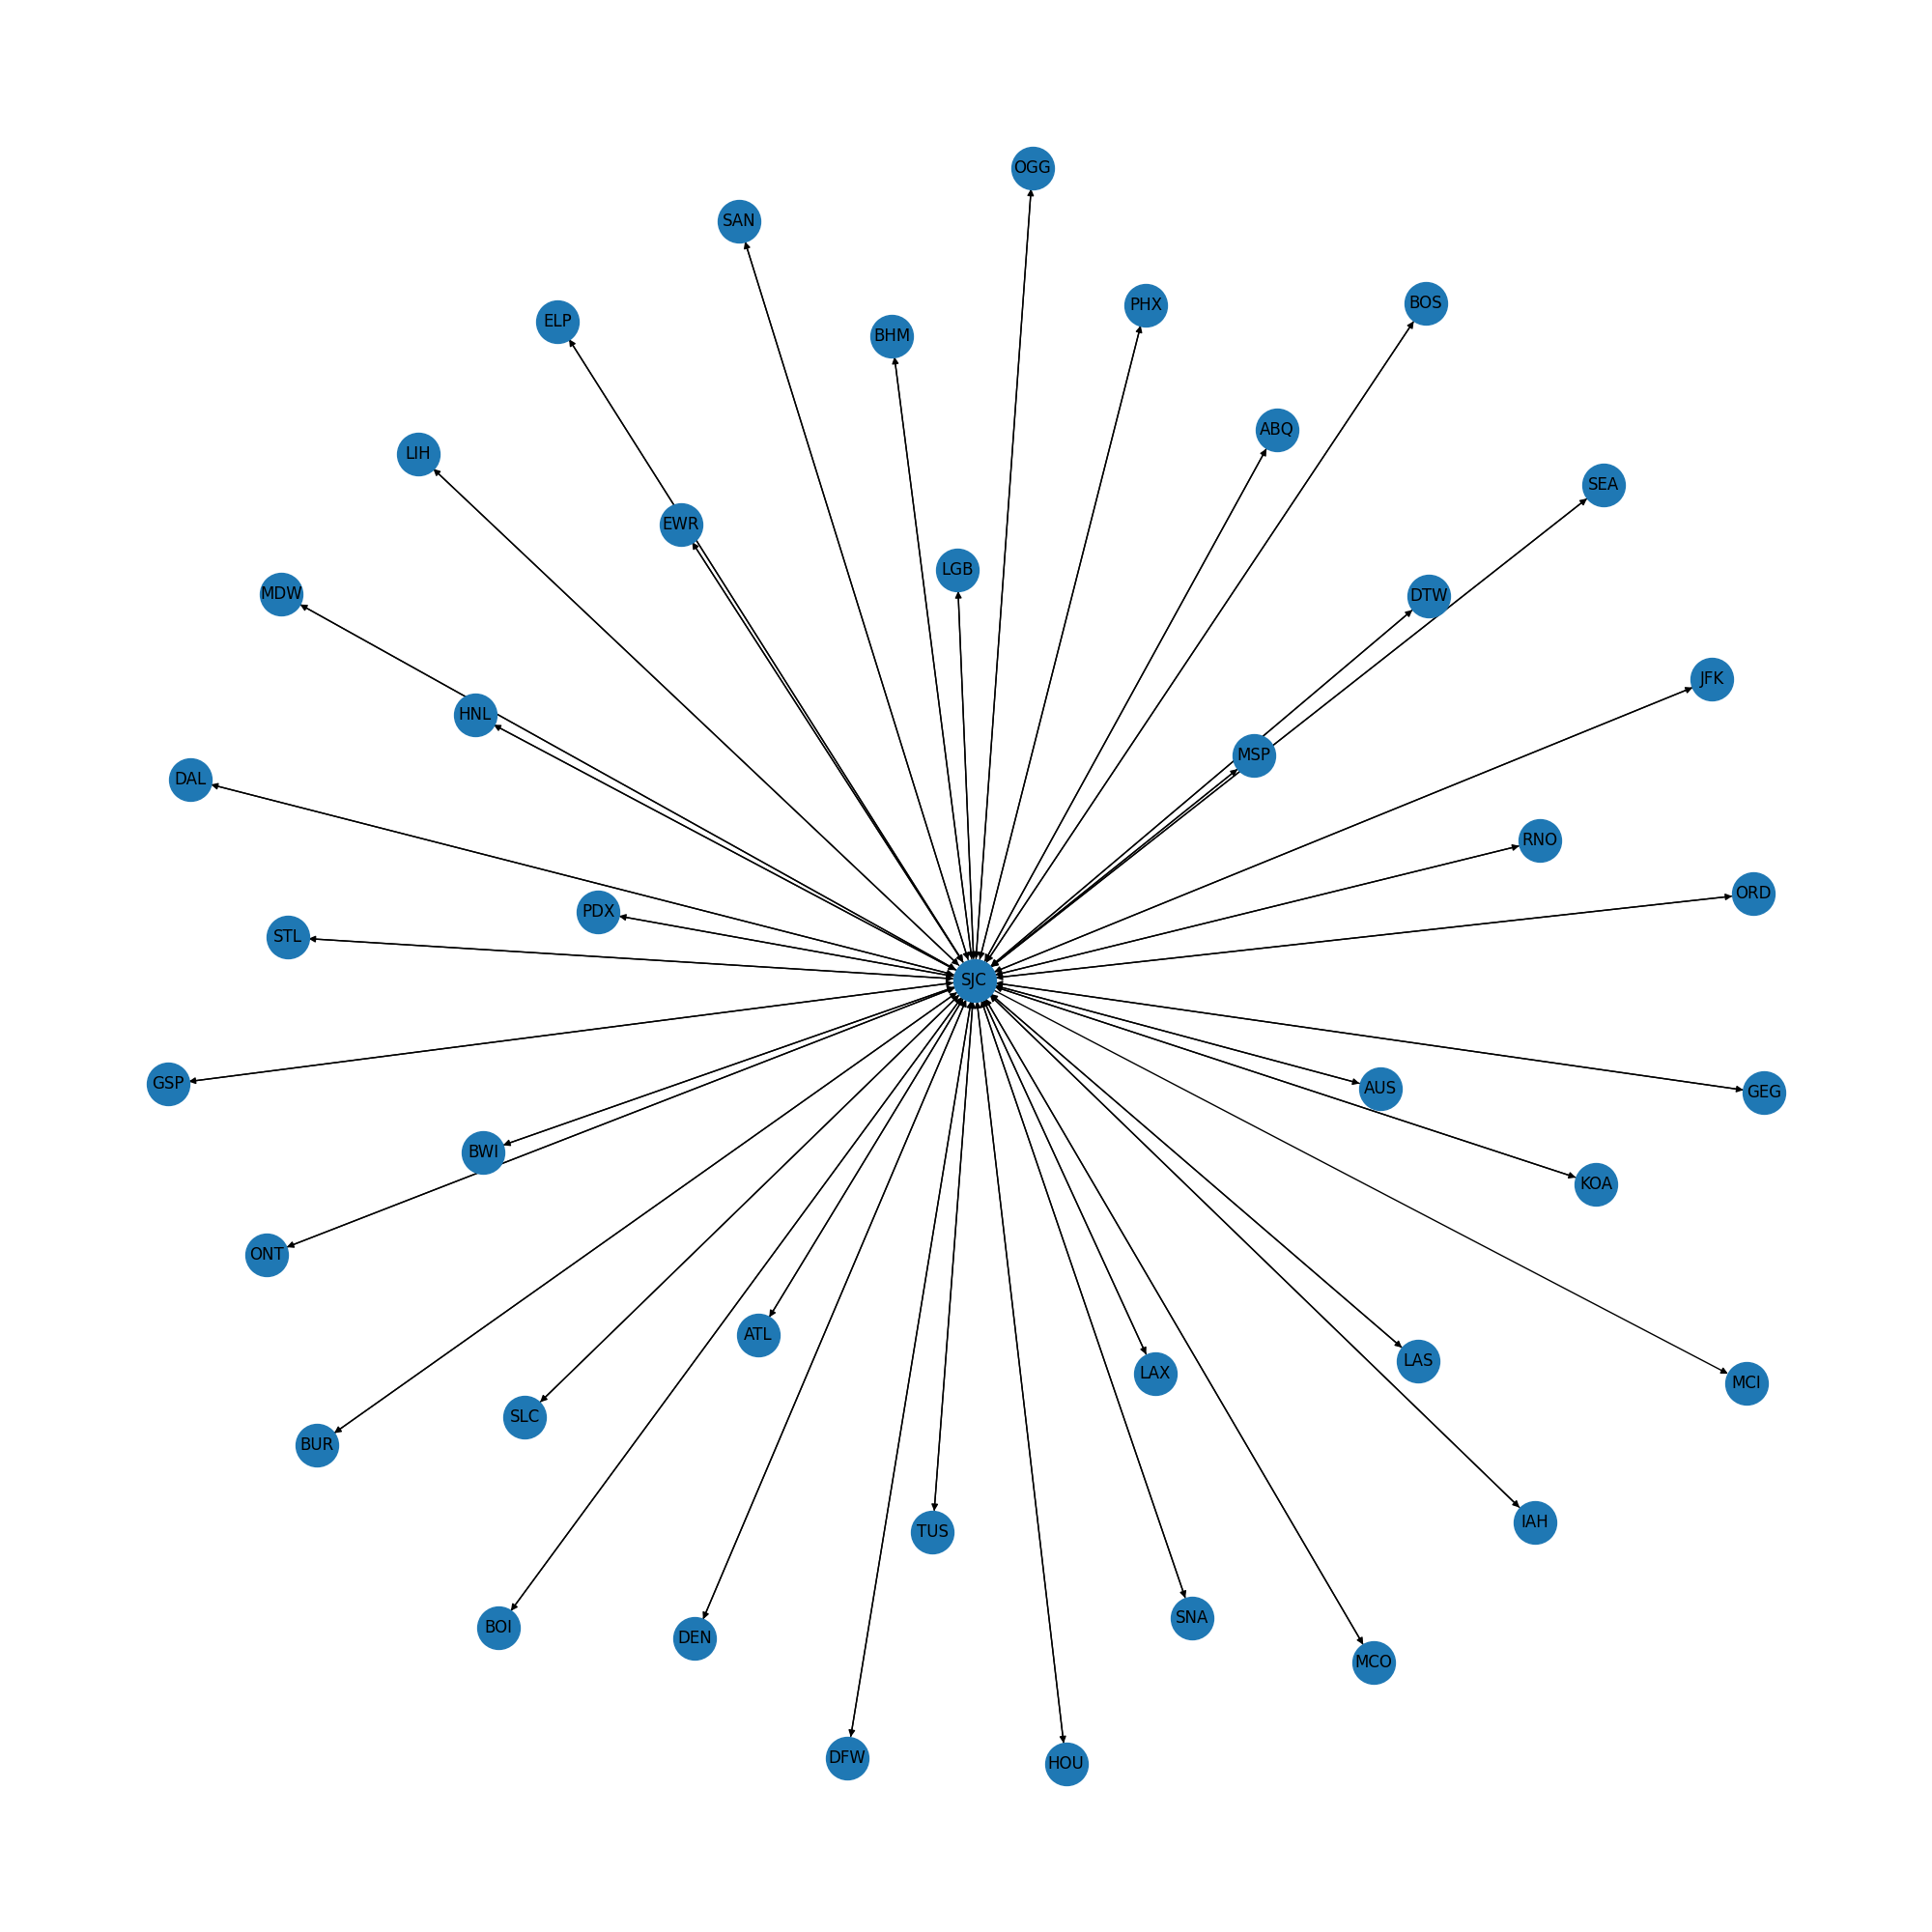 OGG
SAN
BOS
PHX
ELP
BHM
ABQ
LIH
SEA
EWR
LGB
MDW
DTW
JFK
HNL
MSP
DAL
RNO
ORD
PDX
STL
SJC
GSP
AUS
GEG
BWI
KOA
ONT
ATL
LAS
LAX
MCI
SLC
BUR
IAH
TUS
SNA
BOI
DEN
MCO
DFW
HOU